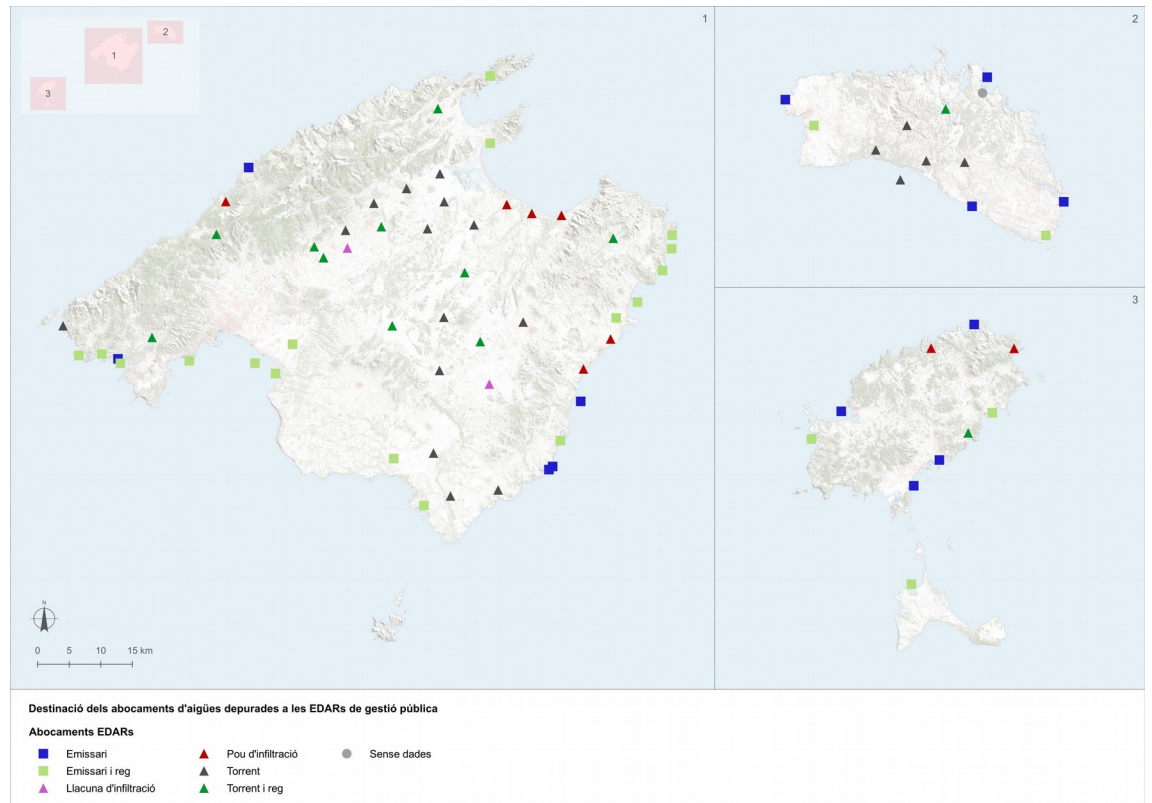 1
2
1
2
3
3
N
0 5 10 15 km
Destinació dels abocaments d'aigües depurades a les EDARs de gestió pública
Abocaments EDARs
Emissari
Emissari i reg
Llacuna d'infiltració
Pou d'infiltració
Torrent
Torrent i reg
Sense dades